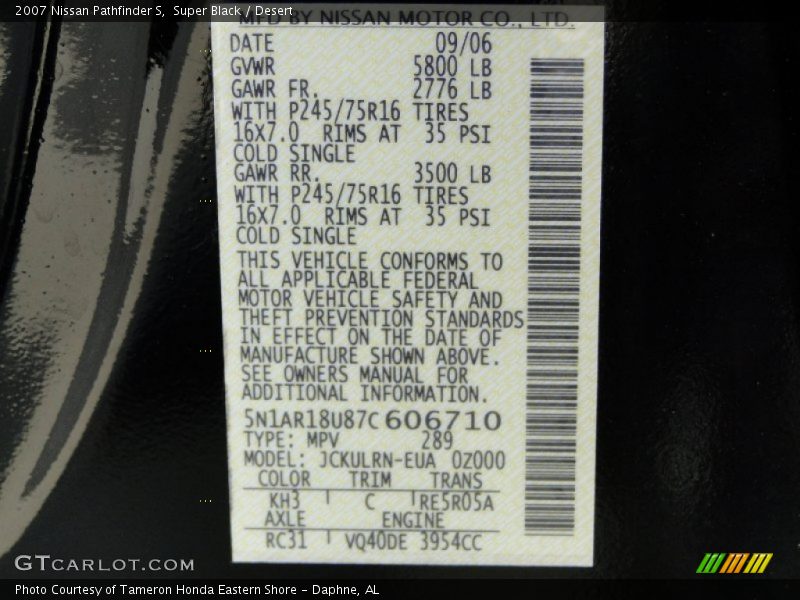 2007 Nissan Pathfinder S,  Super Black / Desert
MFD BY NISSAN MOTOR CO., LTD.
DATE 09/06
GVWR 5800 LB
GAWR FR. 2776 LB
WITH P245/75R16 TIRES
16X7.0 RIMS AT 35 PSI
COLD SINGLE
GAWR RR. 3500 LB
WITH P245/75R16 TIRES
16X7.0 RIMS AT 35 PSI
COLD SINGLE
THIS VEHICLE CONFORMS TO
ALL APPLICABLE FEDERAL
MOTOR VEHICLE SAFETY AND
THEFT PREVENTION STANDARDS
IN EFFECT ON THE DATE OF
MANUFACTURE SHOWN ABOVE.
SEE OWNERS MANUAL FOR
ADDITIONAL INFORMATION.
5N1AR18U87C606710
TYPE: MPV 289
MODEL: JCKULRN-EUA 0Z000
COLOR TRIM TRANS
KH3 C RE5R05A
AXLE ENGINE
RC31 VQ40DE 3954CC
GTCARLOT.COM
Photo Courtesy of Tameron Honda Eastern Shore - Daphne, AL